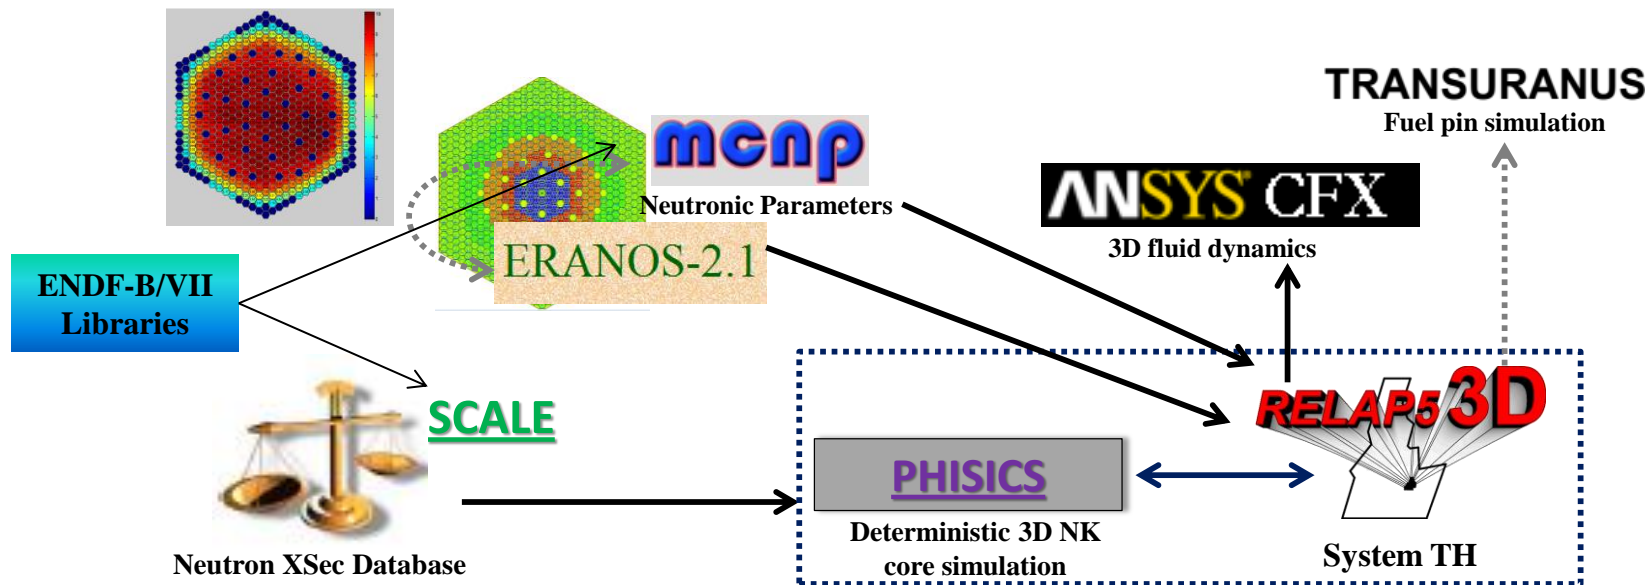 TRANSURANUS
Fuel pin simulation
mcnp
Neutronic Parameters
ANSYS CFX
3D fluid dynamics
ERANOS-2.1
ENDF-B/VII
Libraries
RELAP5 3D
SCALE
PHISICS
Deterministic 3D NK
core simulation
System TH
Neutron XSec Database